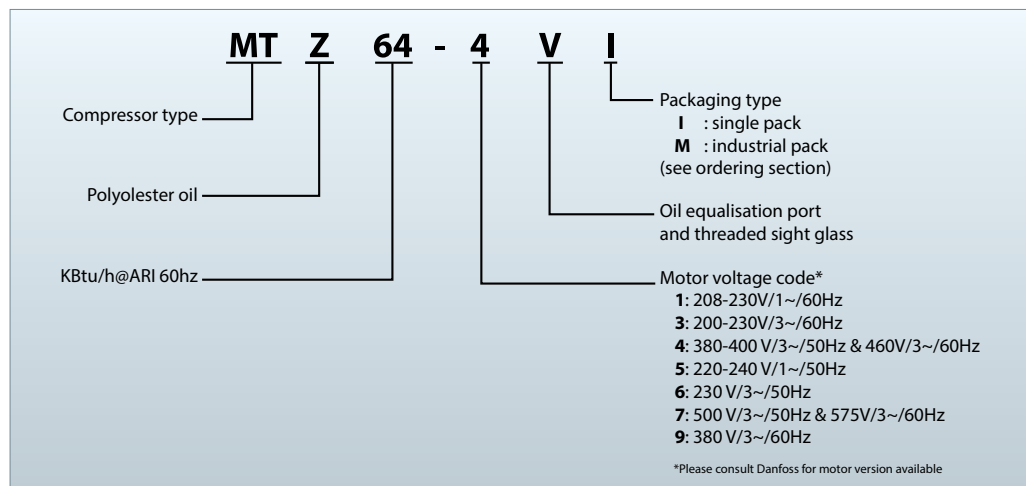 MT Z 64 - 4 V I
Compressor type
Polyolester oil
KBtu/h@ARI 60hz
Packaging type
I : single pack
M : industrial pack
(see ordering section)
Oil equalisation port
and threaded sight glass
Motor voltage code*
1: 208-230V/1~/60Hz
3: 200-230V/3~/60Hz
4: 380-400 V/3~/50Hz & 460V/3~/60Hz
5: 220-240 V/1~/50Hz
6: 230 V/3~/50Hz
7: 500 V/3~/50Hz & 575V/3~/60Hz
9: 380 V/3~/60Hz
*Please consult Danfoss for motor version available